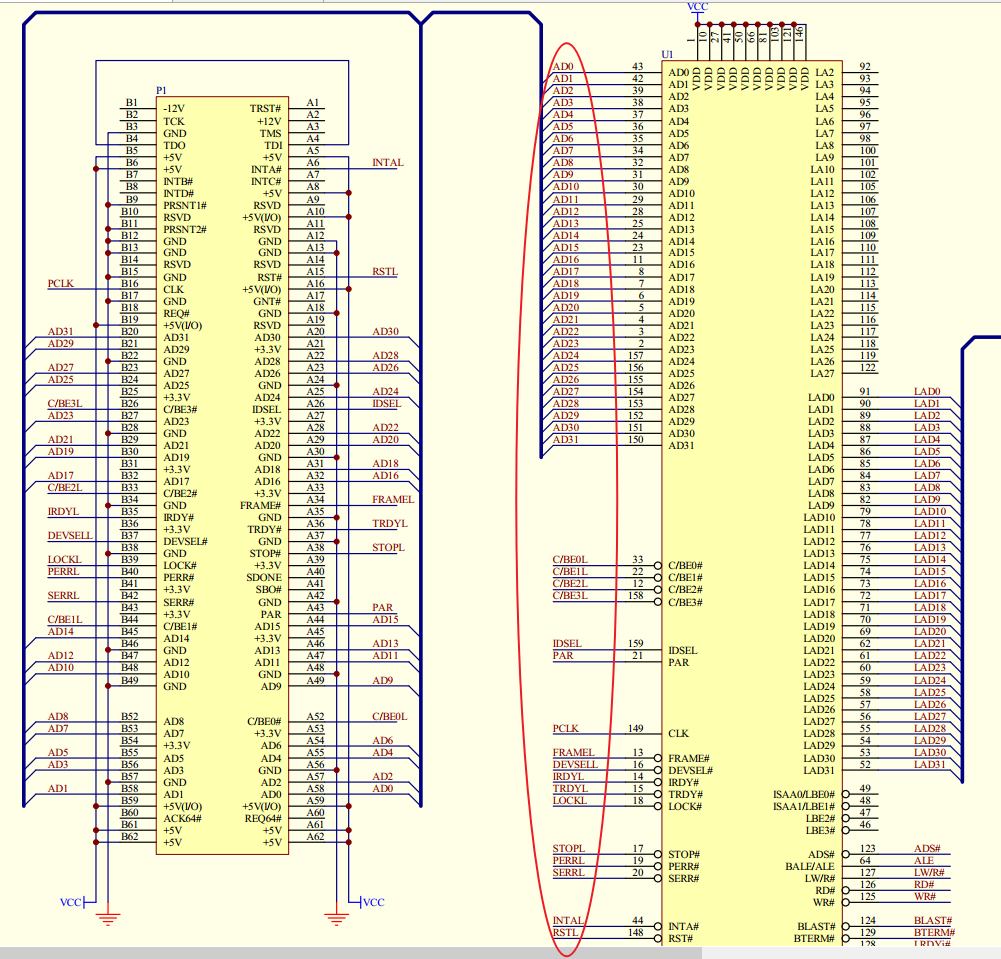 P1
B1 -12V TRST# A1
B2 TCK +12V A2
B3 GND TMS A3
B4 TDO TDI A4
B5 +5V +5V A5
B6 +5V INTA# A6 INTAL
B7 INTB# INTC# A7
B8 INTD# +5V A8
B9 PRSNT1# RSVD A9
B10 RSVD +5V(I/O) A10
B11 PRSNT2# RSVD A11
B12 GND GND A12
B13 GND GND A13
B14 RSVD RSVD A14
B15 GND RST# A15 RSTL
PCLK B16 CLK +5V(I/O) A16
B17 GND GNT# A17
B18 REQ# GND A18
B19 +5V(I/O) RSVD A19
AD31 B20 AD31 AD30 A20 AD30
AD29 B21 AD29 +3.3V A21
B22 GND AD28 A22 AD28
AD27 B23 AD27 AD26 A23 AD26
AD25 B24 AD25 GND A24
B25 +3.3V AD24 A25 AD24
C/BE3L B26 C/BE3# IDSEL A26 IDSEL
AD23 B27 AD23 +3.3V A27
B28 GND AD22 A28 AD22
AD21 B29 AD21 AD20 A29 AD20
AD19 B30 AD19 GND A30
B31 +3.3V AD18 A31 AD18
AD17 B32 AD17 AD16 A32 AD16
C/BE2L B33 C/BE2# +3.3V A33
B34 GND FRAME# A34 FRAMEL
IRDYL B35 IRDY# GND A35
B36 +3.3V TRDY# A36 TRDYL
DEVSELL B37 DEVSEL# GND A37
B38 GND STOP# A38 STOPL
LOCKL B39 LOCK# +3.3V A39
PERRL B40 PERR# SDONE A40
B41 +3.3V SBO# A41
SERRL B42 SERR# GND A42
B43 +3.3V PAR A43 PAR
C/BE1L B44 C/BE1# AD15 A44 AD15
AD14 B45 AD14 +3.3V A45
B46 GND AD13 A46 AD13
AD12 B47 AD12 AD11 A47 AD11
AD10 B48 AD10 GND A48
B49 GND AD9 A49 AD9
AD8 B52 AD8 C/BE0# A52 C/BE0L
AD7 B53 AD7 +3.3V A53
B54 +3.3V AD6 A54 AD6
AD5 B55 AD5 AD4 A55 AD4
AD3 B56 AD3 GND A56
B57 GND AD2 A57 AD2
AD1 B58 AD1 AD0 A58 AD0
B59 +5V(I/O) +5V(I/O) A59
B60 ACK64# REQ64# A60
B61 +5V +5V A61
B62 +5V +5V A62
VCC VCC
VCC
1 10 27 41 50 66 81 103 121 146
U1
VDD VDD VDD VDD VDD VDD VDD VDD VDD VDD
AD0 43 AD0
AD1 42 AD1
AD2 39 AD2
AD3 38 AD3
AD4 37 AD4
AD5 36 AD5
AD6 35 AD6
AD7 34 AD7
AD8 32 AD8
AD9 31 AD9
AD10 30 AD10
AD11 29 AD11
AD12 28 AD12
AD13 25 AD13
AD14 24 AD14
AD15 23 AD15
AD16 11 AD16
AD17 8 AD17
AD18 7 AD18
AD19 6 AD19
AD20 5 AD20
AD21 4 AD21
AD22 3 AD22
AD23 2 AD23
AD24 157 AD24
AD25 156 AD25
AD26 155 AD26
AD27 154 AD27
AD28 153 AD28
AD29 152 AD29
AD30 151 AD30
AD31 150 AD31
C/BE0L 33 C/BE0#
C/BE1L 22 C/BE1#
C/BE2L 12 C/BE2#
C/BE3L 158 C/BE3#
IDSEL 159 IDSEL
PAR 21 PAR
PCLK 149 CLK
FRAMEL 13 FRAME#
DEVSELL 16 DEVSEL#
IRDYL 14 IRDY#
TRDYL 15 TRDY#
LOCKL 18 LOCK#
STOPL 17 STOP#
PERRL 19 PERR#
SERRL 20 SERR#
INTAL 44 INTA#
RSTL 148 RST#
LA2 92
LA3 93
LA4 94
LA5 95
LA6 96
LA7 97
LA8 98
LA9 100
LA10 101
LA11 102
LA12 105
LA13 106
LA14 107
LA15 108
LA16 109
LA17 110
LA18 111
LA19 112
LA20 113
LA21 114
LA22 115
LA23 116
LA24 117
LA25 118
LA26 119
LA27 122
LAD0 91 LAD0
LAD1 90 LAD1
LAD2 89 LAD2
LAD3 88 LAD3
LAD4 87 LAD4
LAD5 86 LAD5
LAD6 85 LAD6
LAD7 84 LAD7
LAD8 83 LAD8
LAD9 82 LAD9
LAD10 79 LAD10
LAD11 78 LAD11
LAD12 77 LAD12
LAD13 76 LAD13
LAD14 75 LAD14
LAD15 74 LAD15
LAD16 73 LAD16
LAD17 72 LAD17
LAD18 71 LAD18
LAD19 70 LAD19
LAD20 69 LAD20
LAD21 62 LAD21
LAD22 61 LAD22
LAD23 60 LAD23
LAD24 59 LAD24
LAD25 58 LAD25
LAD26 57 LAD26
LAD27 56 LAD27
LAD28 55 LAD28
LAD29 54 LAD29
LAD30 53 LAD30
LAD31 52 LAD31
ISAA0/LBE0# 49
ISAA1/LBE1# 48
LBE2# 47
LBE3# 46
ADS# 123 ADS#
BALE/ALE 64 ALE
LW/R# 127 LW/R#
RD# 126 RD#
WR# 125 WR#
BLAST# 124 BLAST#
BTERM# 129 BTERM#
128